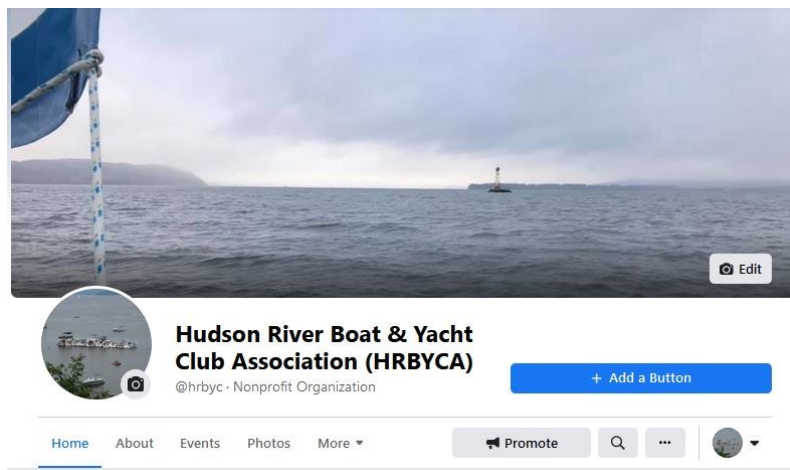 Edit
Hudson River Boat & Yacht
Club Association (HRBYCA)
@hrbyc · Nonprofit Organization
+ Add a Button
Home About Events Photos More Promote